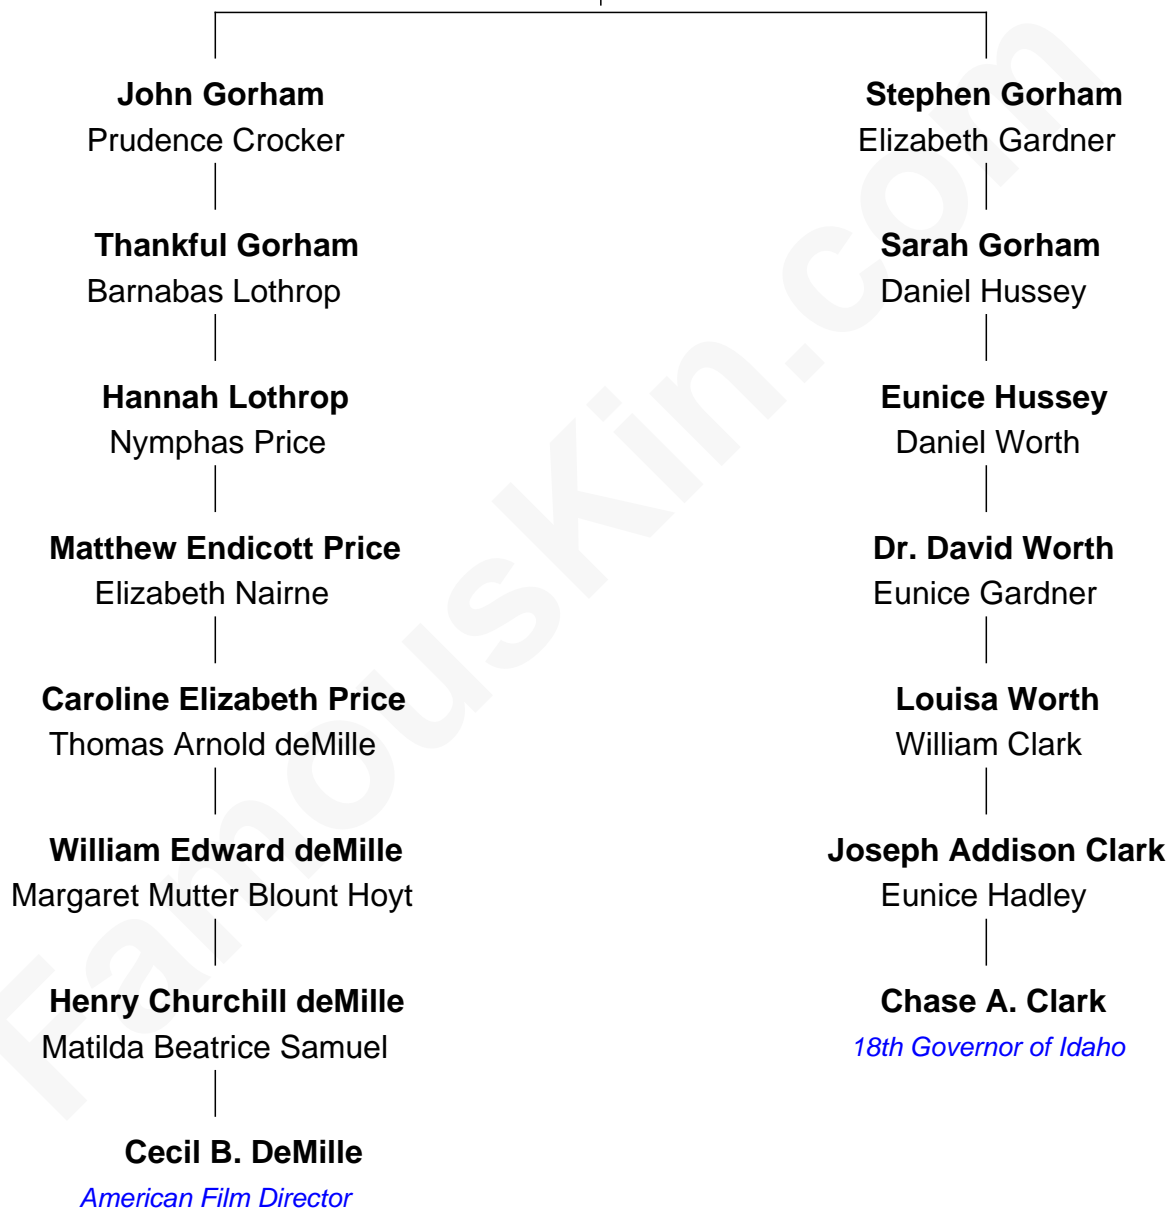 John Gorham
Prudence Crocker
Thankful Gorham
Barnabas Lothrop
Hannah Lothrop
Nymphas Price
Matthew Endicott Price
Elizabeth Nairne
Caroline Elizabeth Price
Thomas Arnold deMille
William Edward deMille
Margaret Mutter Blount Hoyt
Henry Churchill deMille
Matilda Beatrice Samuel
Cecil B. DeMille
American Film Director
Stephen Gorham
Elizabeth Gardner
Sarah Gorham
Daniel Hussey
Eunice Hussey
Daniel Worth
Dr. David Worth
Eunice Gardner
Louisa Worth
William Clark
Joseph Addison Clark
Eunice Hadley
Chase A. Clark
18th Governor of Idaho
FamousKin.com